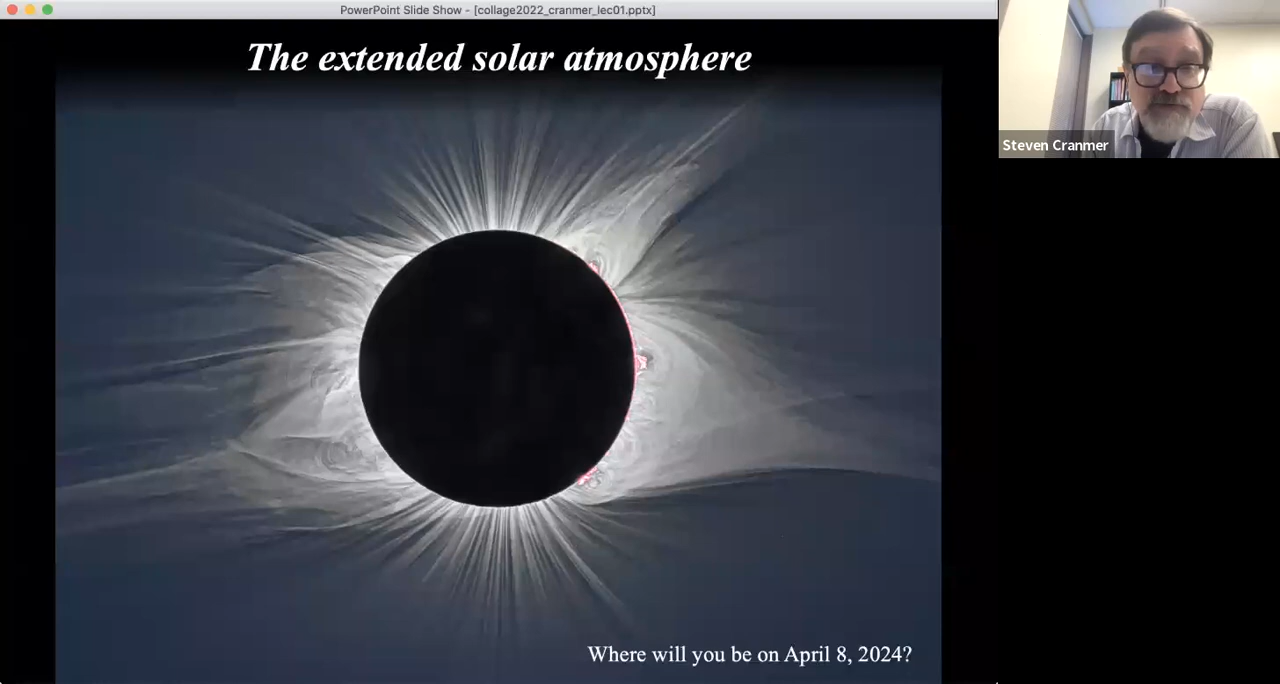 PowerPoint Slide Show - [collage2022_cranmer_lec01.pptx]
The extended solar atmosphere
Steven Cranmer
Where will you be on April 8, 2024?